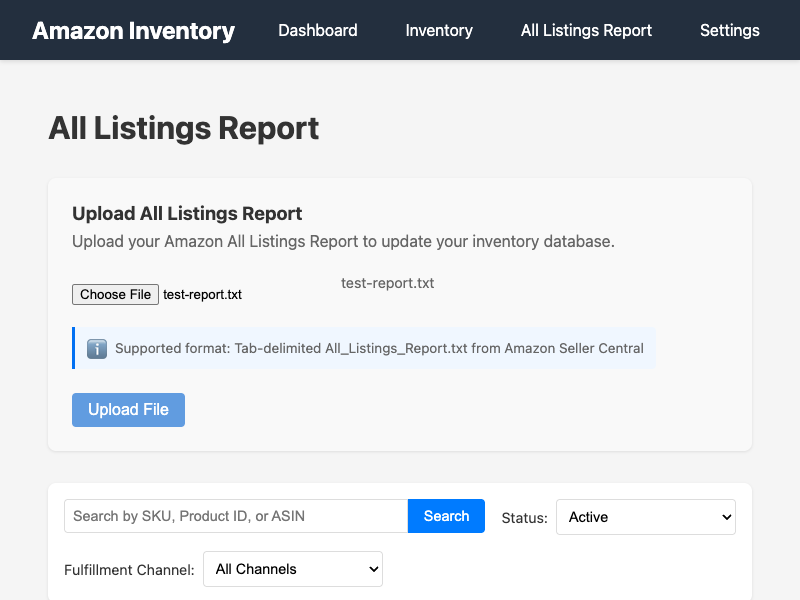 Amazon Inventory Dashboard Inventory All Listings Report Settings
All Listings Report
Upload All Listings Report
Upload your Amazon All Listings Report to update your inventory database.
Choose File test-report.txt test-report.txt
Supported format: Tab-delimited All_Listings_Report.txt from Amazon Seller Central
Upload File
Search by SKU, Product ID, or ASIN Search Status: Active
Fulfillment Channel: All Channels